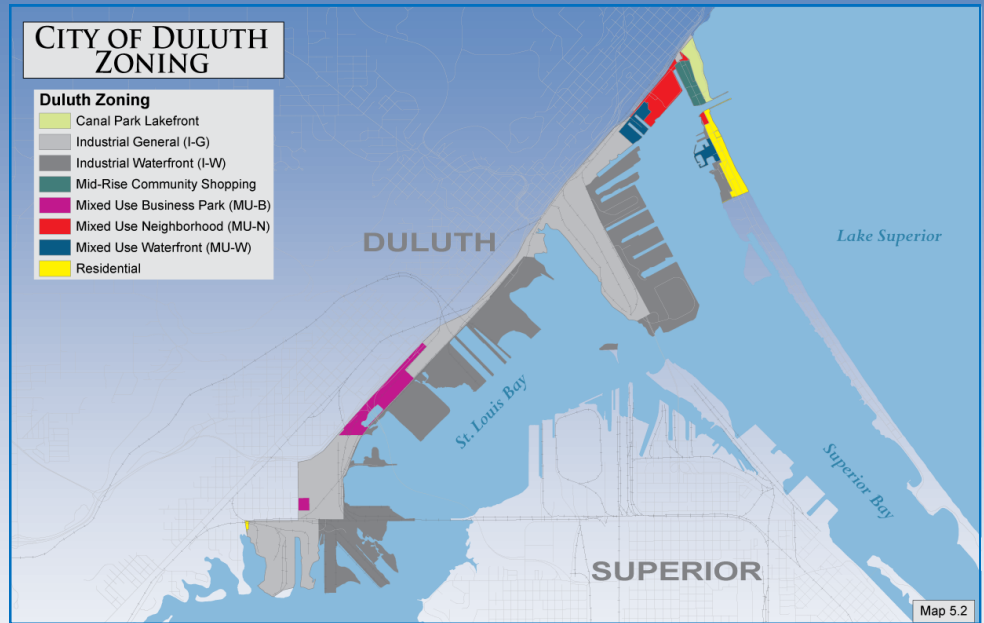 CITY OF DULUTH
ZONING
Duluth Zoning
Canal Park Lakefront
Industrial General (I-G)
Industrial Waterfront (I-W)
Mid-Rise Community Shopping
Mixed Use Business Park (MU-B)
Mixed Use Neighborhood (MU-N)
Mixed Use Waterfront (MU-W)
Residential
DULUTH
Lake Superior
St. Louis Bay
Superior Bay
SUPERIOR
Map 5.2